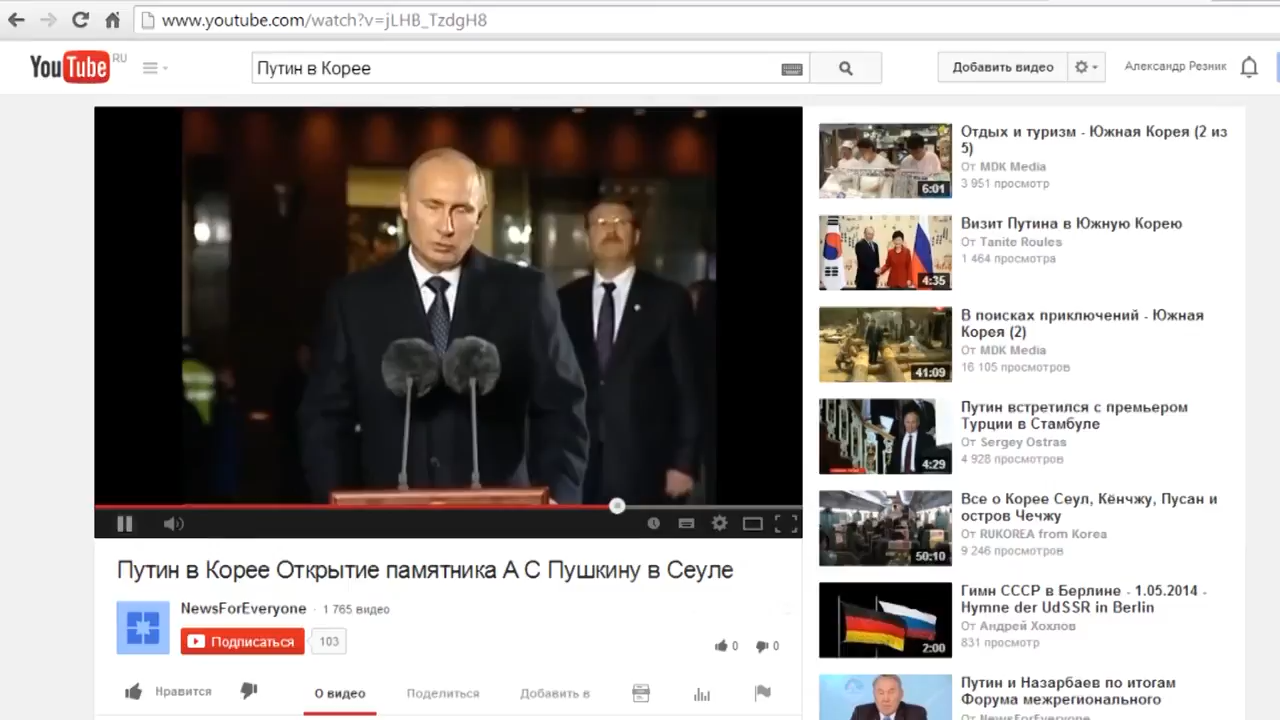 www.youtube.com/watch?v=jLHB_TzdgH8
YouTube RU
Путин в Корее
Добавить видео
Александр Резник
Отдых и туризм - Южная Корея (2 из
5)
От MDK Media
3 951 просмотр
6:01
Визит Путина в Южную Корею
От Tanite Roules
1 464 просмотра
4:35
В поисках приключений - Южная
Корея (2)
От MDK Media
16 105 просмотров
41:09
Путин встретился с премьером
Турции в Стамбуле
От Sergey Ostras
4 928 просмотров
4:29
Все о Корее Сеул, Кёнчжу, Пусан и
остров Чечжу
От RUKOREA from Korea
9 246 просмотров
50:10
Гимн СССР в Берлине - 1.05.2014 -
Hymne der UdSSR in Berlin
От Андрей Хохлов
831 просмотр
2:00
Путин и Назарбаев по итогам
Форума межрегионального
От NewsForEveryone
Путин в Корее Открытие памятника А С Пушкину в Сеуле
NewsForEveryone · 1 765 видео
Подписаться 103
0 0
Нравится
О видео
Поделиться
Добавить в